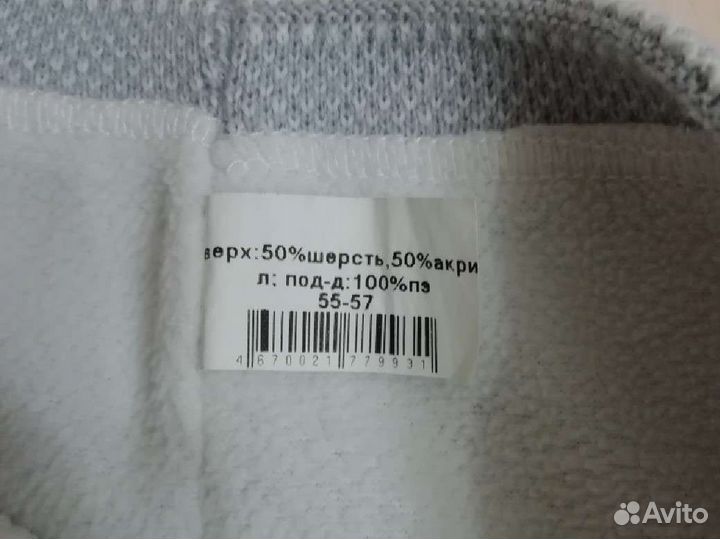 верх:50%шерсть,50%акри
л; под-д:100%пэ
55-57
4 670021 779931
Avito